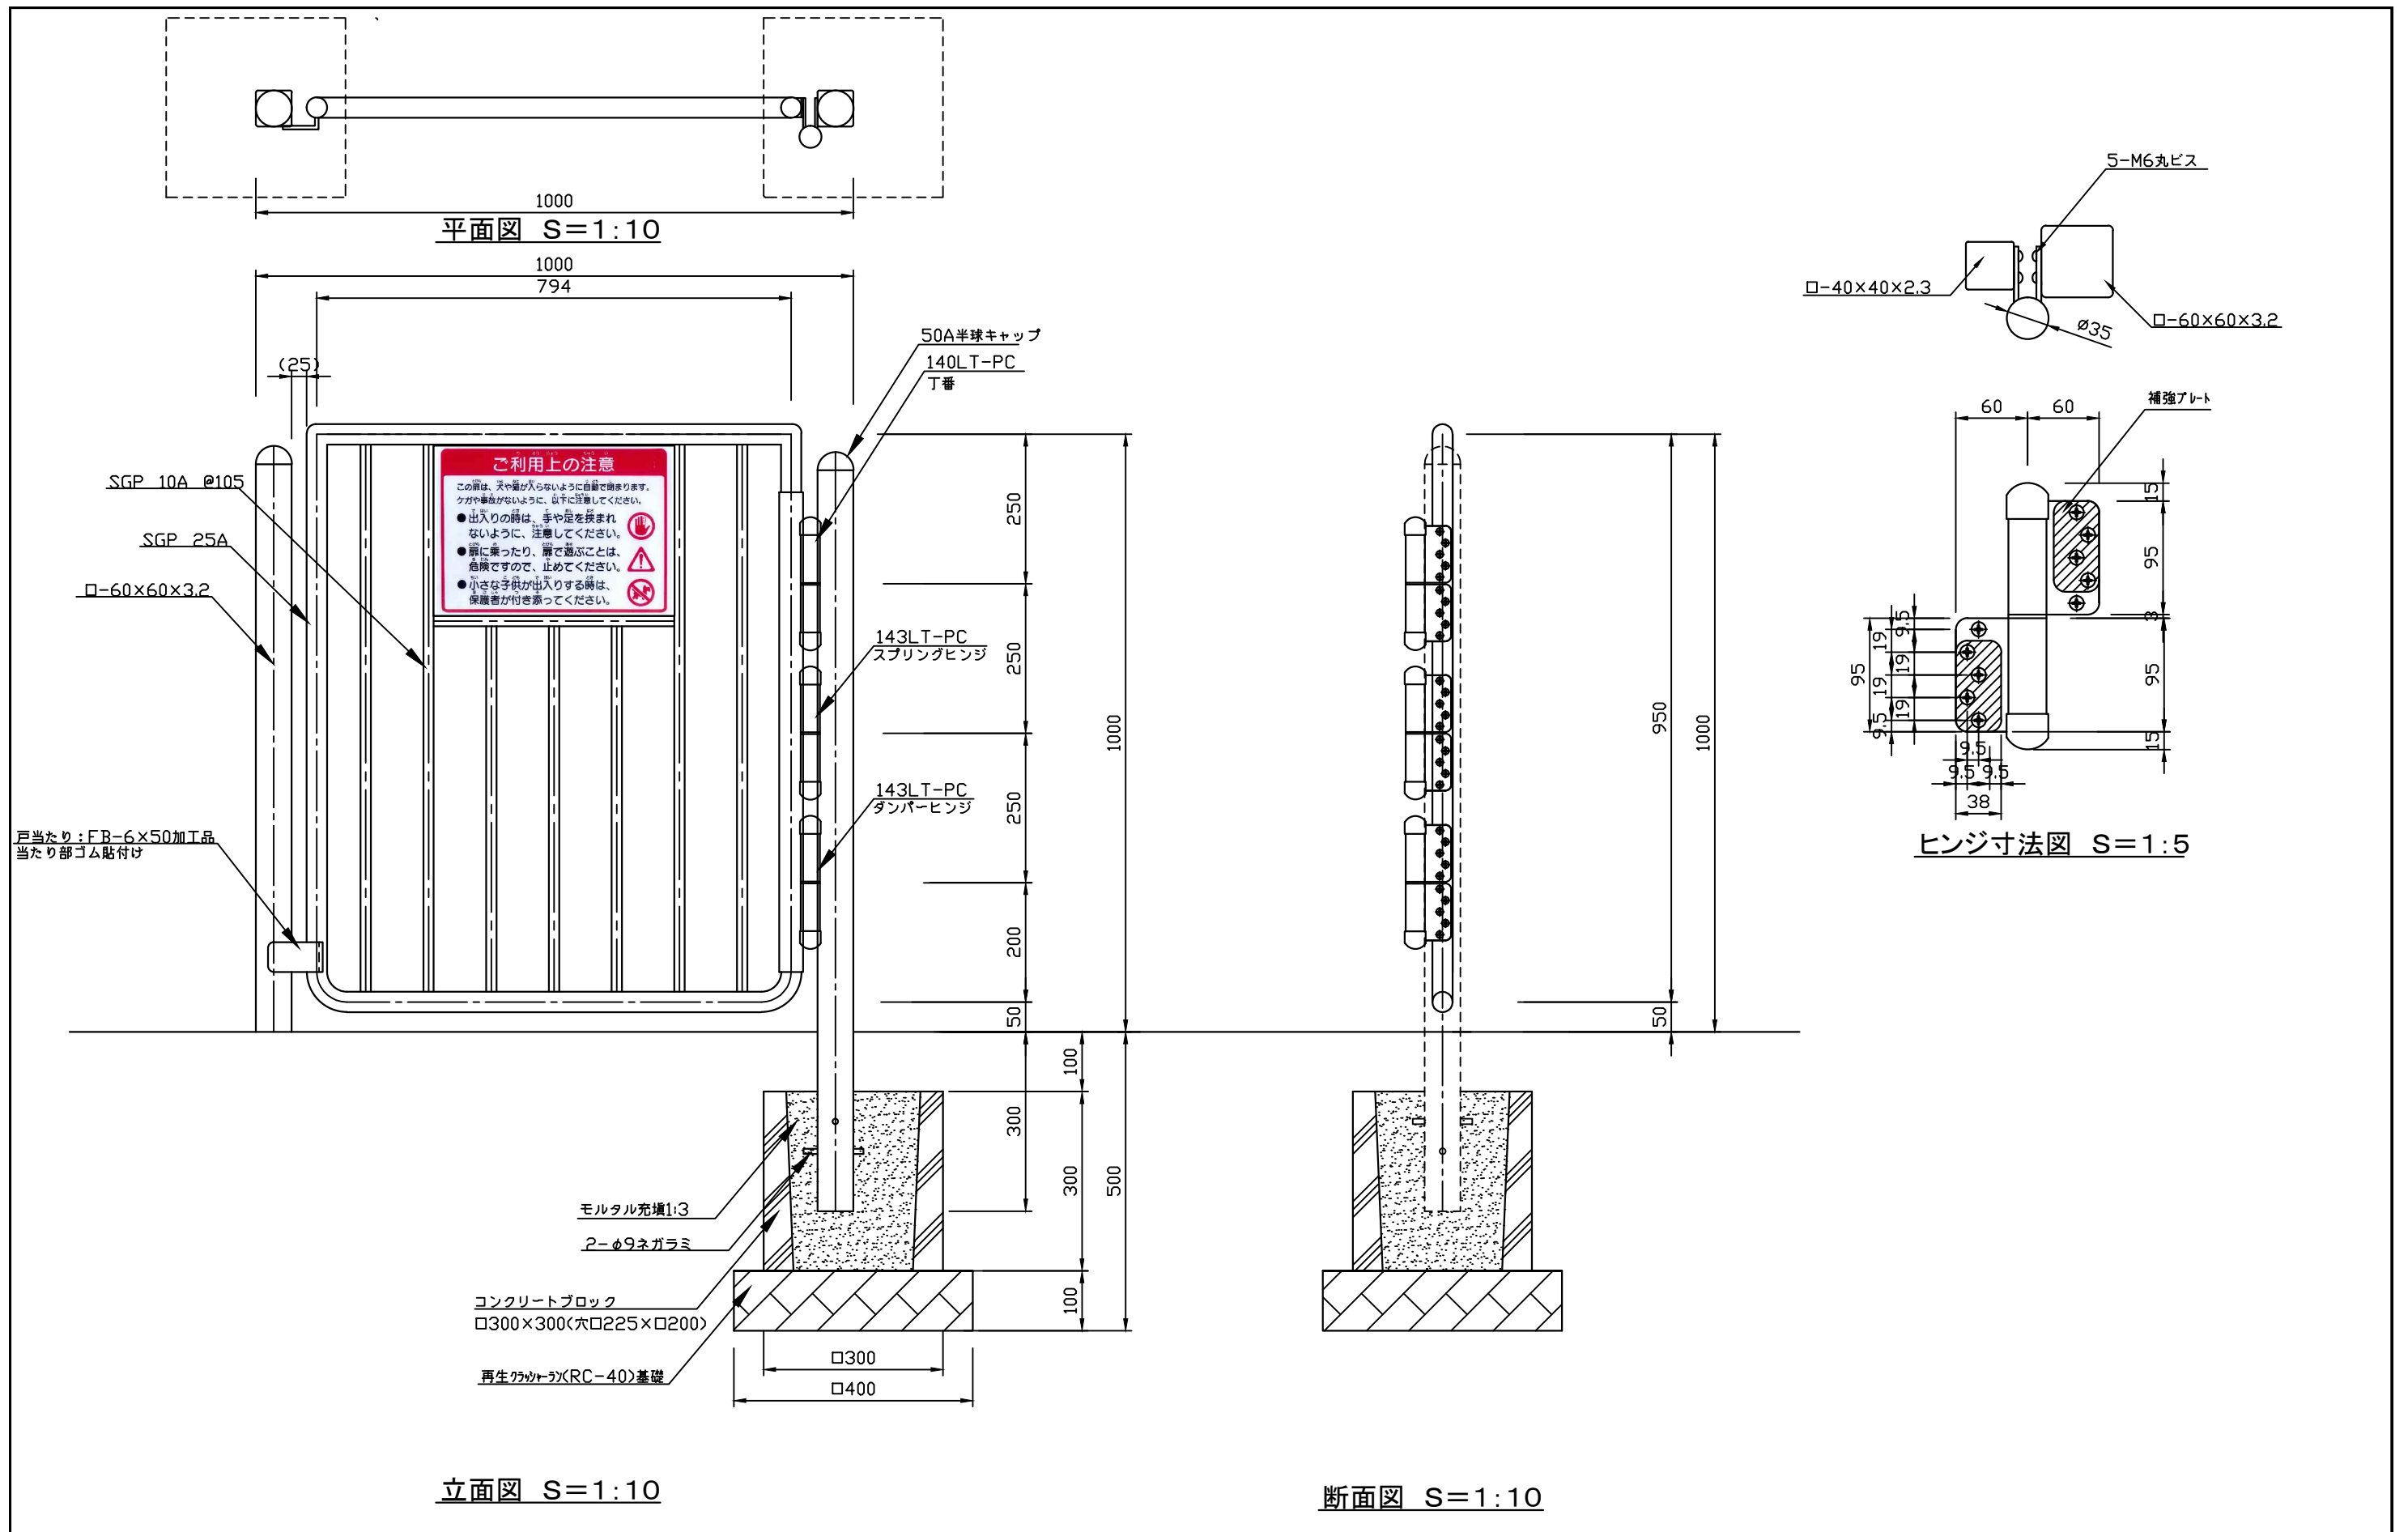 1000
平面図 S=1:10
1000
794
(25)
50A半球キャップ
140LT-PC
丁番
SGP 10A @105
SGP 25A
□-60×60×3.2
ご利用上の注意
この扉は、犬や猫が入らないように自動で閉まります。
ケガや事故がないように、以下に注意してください。
●出入りの時は、手や足を挟まれ
ないように、注意してください。
●扉に乗ったり、扉で遊ぶことは、
危険ですので、止めてください。
●小さな子供が出入りする時は、
保護者が付き添ってください。
143LT-PC
スプリングヒンジ
143LT-PC
ダンパーヒンジ
戸当たり:FB-6×50加工品
当たり部ゴム貼付け
250
250
250
200
50
1000
100
300
300
500
100
モルタル充填1:3
2-φ9ネガラミ
コンクリートブロック
□300×300(穴□225×□200)
再生クラッシャーラン(RC-40)基礎
□300
□400
立面図 S=1:10
950
1000
50
断面図 S=1:10
5-M6丸ビス
□-40×40×2.3
□-60×60×3.2
ø35
60
60
補強プレート
15
95
3
95
15
9.5
19
19
19
19
9.5
95
9.5
9.5
9.5
38
ヒンジ寸法図 S=1:5